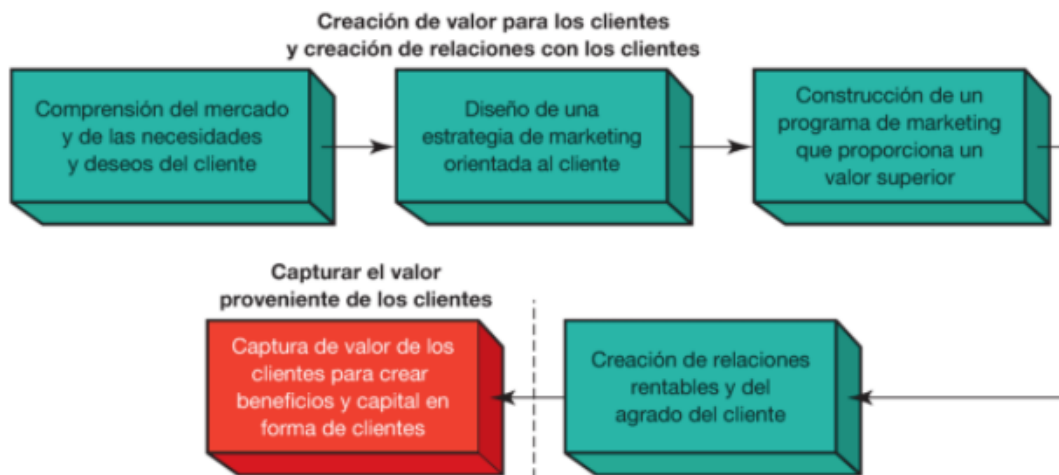 Creación de valor para los clientes
y creación de relaciones con los clientes
Comprensión del mercado
y de las necesidades
y deseos del cliente
Diseño de una
estrategia de marketing
orientada al cliente
Construcción de un
programa de marketing
que proporciona un
valor superior
Capturar el valor
proveniente de los clientes
Captura de valor de los
clientes para crear
beneficios y capital en
forma de clientes
Creación de relaciones
rentables y del
agrado del cliente